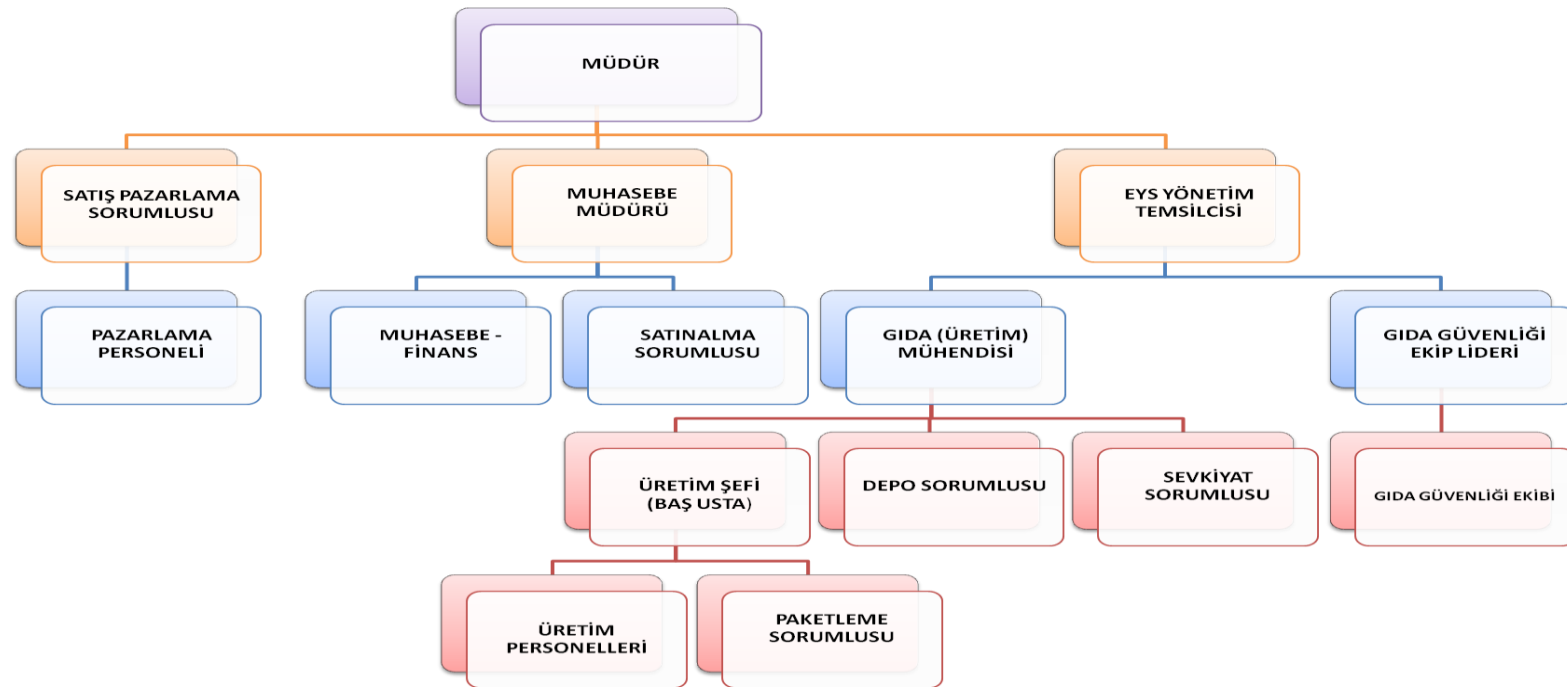 MÜDÜR
SATIŞ PAZARLAMA
SORUMLUSU
MUHASEBE
MÜDÜRÜ
EYS YÖNETİM
TEMSİLCİSİ
PAZARLAMA
PERSONELİ
MUHASEBE -
FİNANS
SATINALMA
SORUMLUSU
GIDA (ÜRETİM)
MÜHENDİSİ
GIDA GÜVENLİĞİ
EKİP LİDERİ
ÜRETİM ŞEFİ
(BAŞ USTA)
DEPO SORUMLUSU
SEVKİYAT
SORUMLUSU
GIDA GÜVENLİĞİ EKİBİ
ÜRETİM
PERSONELLERİ
PAKETLEME
SORUMLUSU